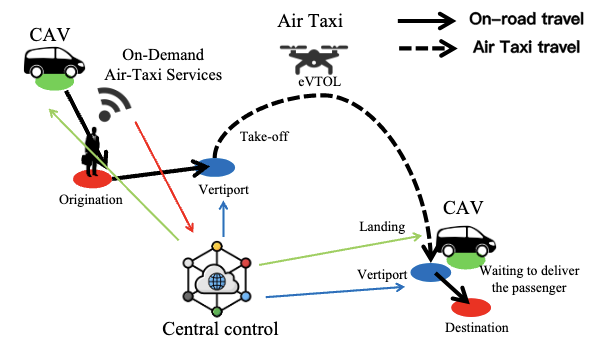 Air Taxi
On-road travel
CAV
On-Demand
Air-Taxi Services
Air Taxi travel
eVTOL
Take-off
Origination
Vertiport
CAV
Landing
Vertiport
Waiting to deliver
the passenger
Central control
Destination